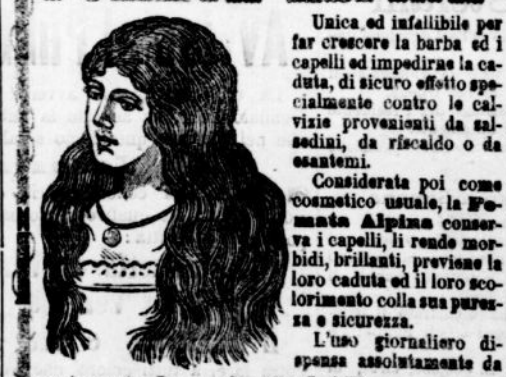 Unica ed infallibile per
far crescere la barba ed i
capelli ed impedirne la ca-
duta, di sicuro effetto spe-
cialmente contro le cal-
vizie provenienti da sal-
sedini, da riscaldo o da
esantemi.
Considerata poi come
cosmetico usuale, la Po-
mata Alpina conser-
va i capelli, li rende mor-
bidi, brillanti, previene la
loro caduta ed il loro sco-
lorimento colla sua purez-
za e sicurezza.
L'uso giornaliero di-
spensa assolutamente da